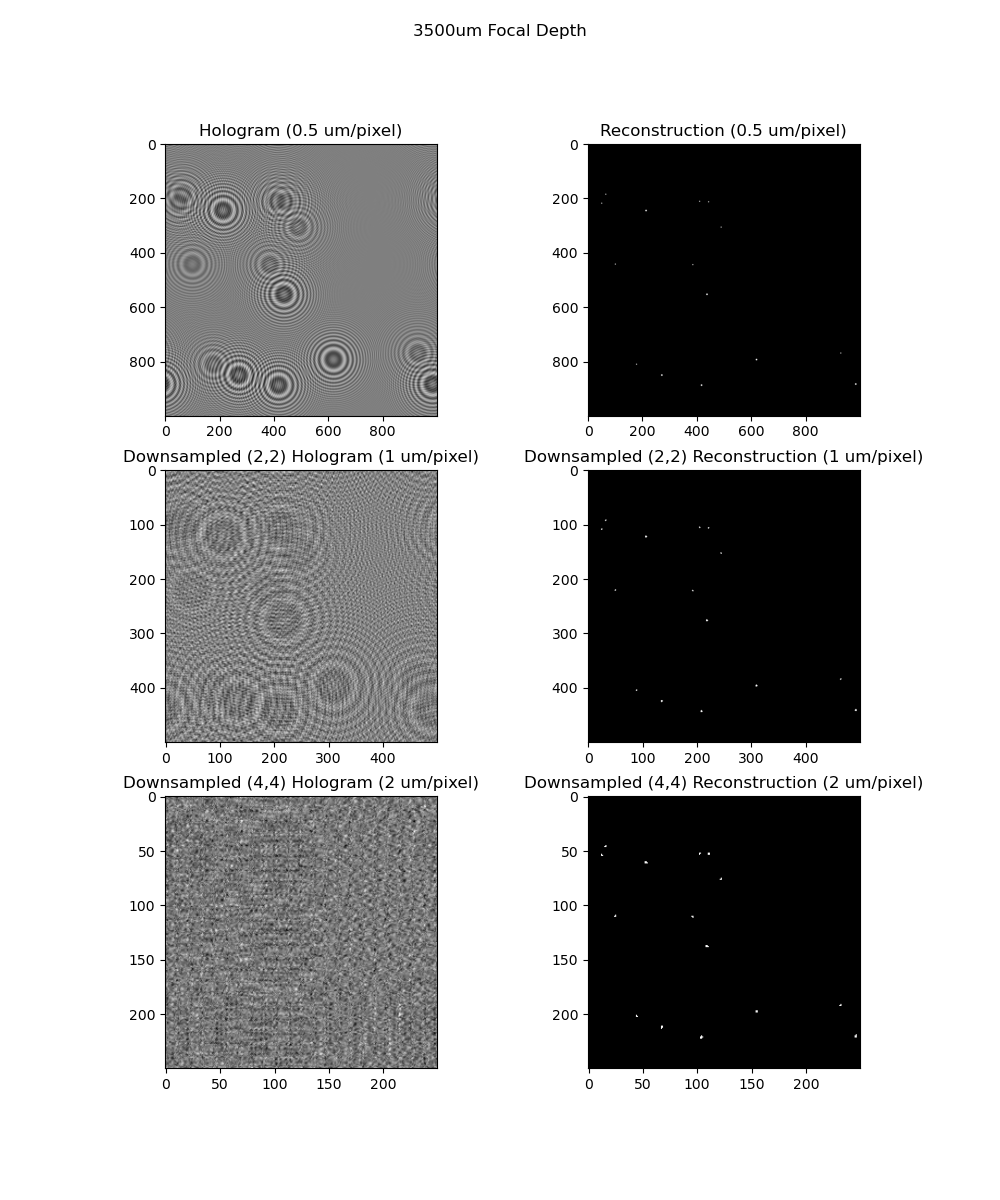 3500um Focal Depth
Hologram (0.5 um/pixel)
Reconstruction (0.5 um/pixel)
0
200
400
600
800
0 200 400 600 800
0
200
400
600
800
0 200 400 600 800
Downsampled (2,2) Hologram (1 um/pixel)
Downsampled (2,2) Reconstruction (1 um/pixel)
0
100
200
300
400
0 100 200 300 400
0
100
200
300
400
0 100 200 300 400
Downsampled (4,4) Hologram (2 um/pixel)
Downsampled (4,4) Reconstruction (2 um/pixel)
0
50
100
150
200
0 50 100 150 200
0
50
100
150
200
0 50 100 150 200